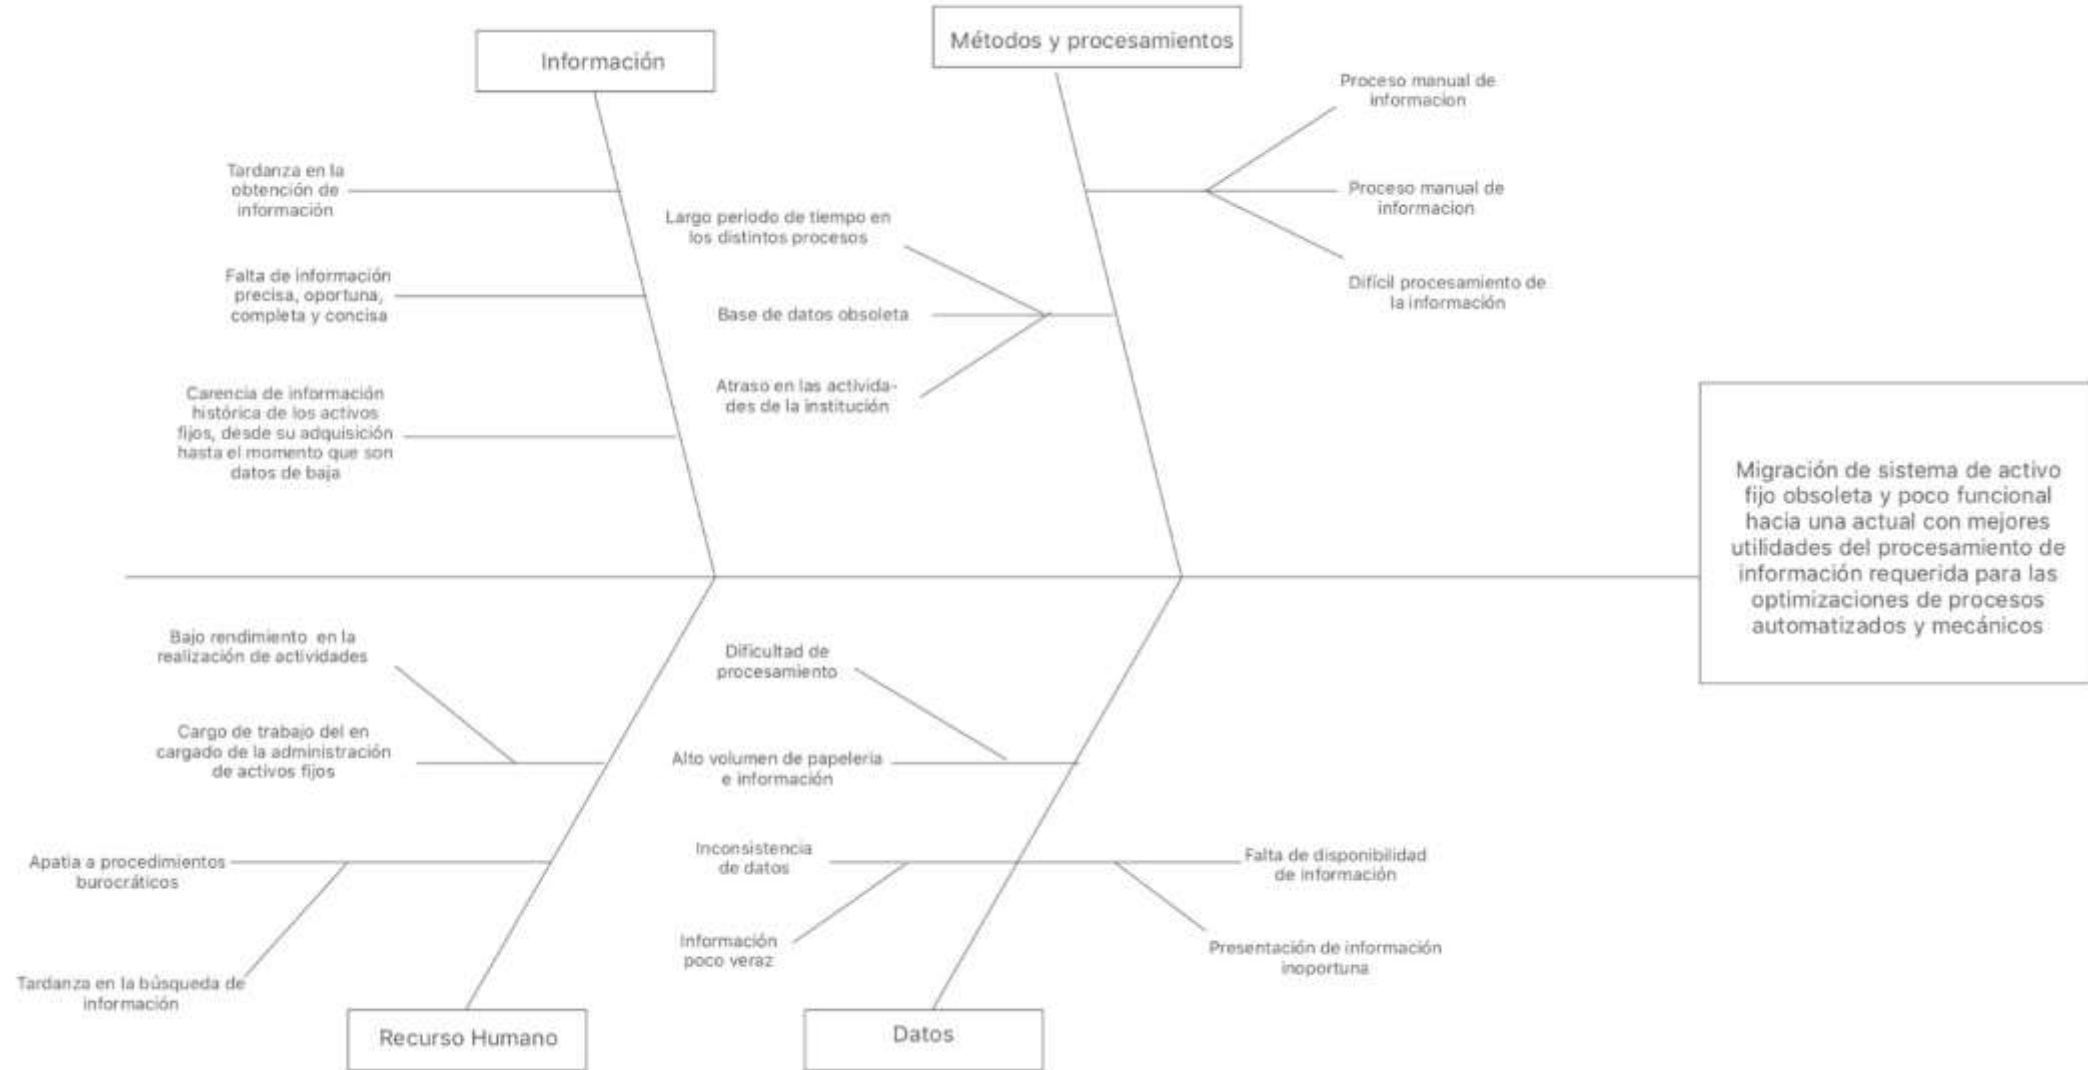 Información
Métodos y procesamientos
Proceso manual de
informacion
Tardanza en la
obtención de
información
Proceso manual de
informacion
Largo periodo de tiempo en
los distintos procesos
Falta de información
precisa, oportuna,
completa y concisa
Difícil procesamiento de
la información
Base de datos obsoleta
Atraso en las activida-
des de la institución
Carencia de información
histórica de los activos
fijos, desde su adquisición
hasta el momento que son
datos de baja
Migración de sistema de activo
fijo obsoleta y poco funcional
hacia una actual con mejores
utilidades del procesamiento de
información requerida para las
optimizaciones de procesos
automatizados y mecánicos
Bajo rendimiento en la
realización de actividades
Dificultad de
procesamiento
Cargo de trabajo del en
cargado de la administración
de activos fijos
Alto volumen de papeleria
e información
Apatia a procedimientos
burocráticos
Inconsistencia
de datos
Falta de disponibilidad
de información
Información
poco veraz
Presentación de información
inoportuna
Tardanza en la búsqueda de
información
Recurso Humano
Datos